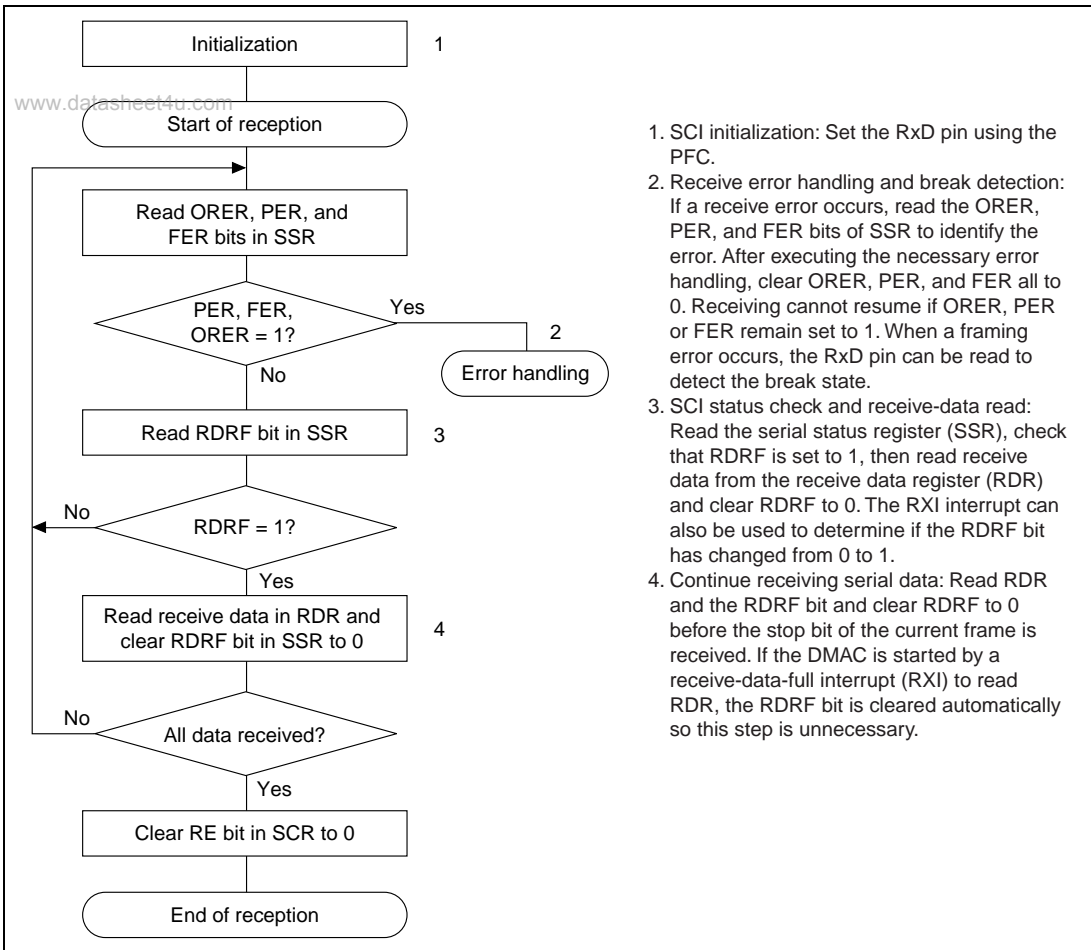 Initialization
1
www.datasheet4u.com
Start of reception
Read ORER, PER, and
FER bits in SSR
PER, FER,
ORER = 1?
Yes
No
2
Error handling
Read RDRF bit in SSR
3
No
RDRF = 1?
Yes
Read receive data in RDR and
clear RDRF bit in SSR to 0
4
No
All data received?
Yes
Clear RE bit in SCR to 0
End of reception
1. SCI initialization: Set the RxD pin using the
PFC.
2. Receive error handling and break detection:
If a receive error occurs, read the ORER,
PER, and FER bits of SSR to identify the
error. After executing the necessary error
handling, clear ORER, PER, and FER all to
0. Receiving cannot resume if ORER, PER
or FER remain set to 1. When a framing
error occurs, the RxD pin can be read to
detect the break state.
3. SCI status check and receive-data read:
Read the serial status register (SSR), check
that RDRF is set to 1, then read receive
data from the receive data register (RDR)
and clear RDRF to 0. The RXI interrupt can
also be used to determine if the RDRF bit
has changed from 0 to 1.
4. Continue receiving serial data: Read RDR
and the RDRF bit and clear RDRF to 0
before the stop bit of the current frame is
received. If the DMAC is started by a
receive-data-full interrupt (RXI) to read
RDR, the RDRF bit is cleared automatically
so this step is unnecessary.